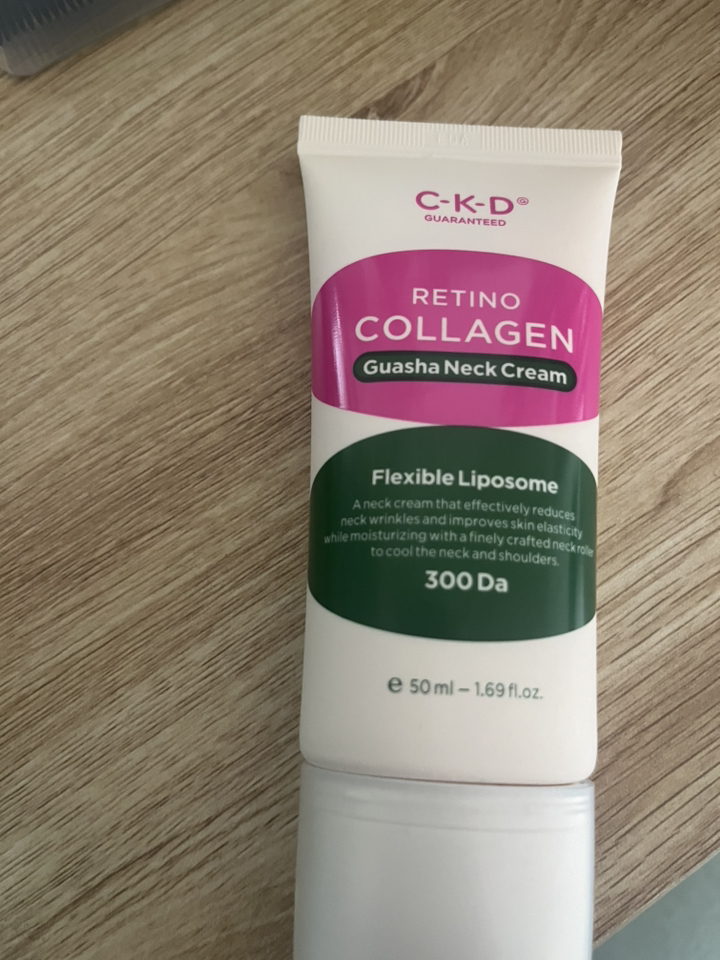 C-K-D®
GUARANTEED
RETINO
COLLAGEN
Guasha Neck Cream
Flexible Liposome
A neck cream that effectively reduces
neck wrinkles and improves skin elasticity
while moisturizing with a finely crafted neck roller
to cool the neck and shoulders.
300 Da
℮ 50 ml – 1.69 fl.oz.